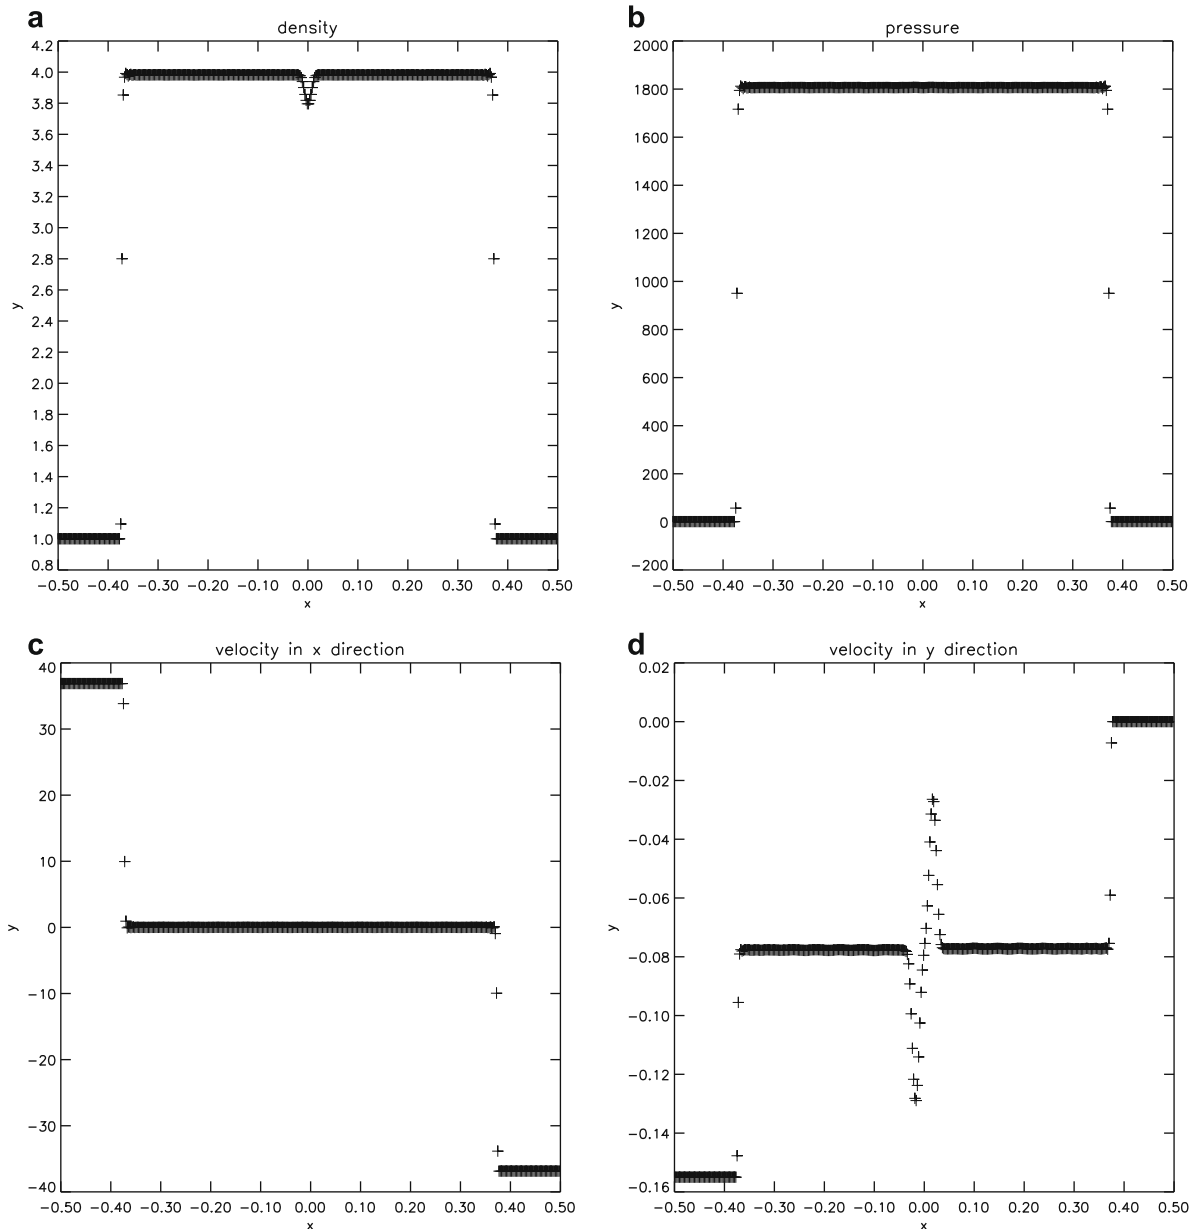 a
density
4.2
4.0
3.8
3.6
3.4
3.2
3.0
2.8
2.6
2.4
2.2
2.0
1.8
1.6
1.4
1.2
1.0
0.8
y
−0.50 −0.40 −0.30 −0.20 −0.10 0.00 0.10 0.20 0.30 0.40 0.50
x
b
pressure
2000
1800
1600
1400
1200
1000
800
600
400
200
0
−200
y
−0.50 −0.40 −0.30 −0.20 −0.10 0.00 0.10 0.20 0.30 0.40 0.50
x
c
velocity in x direction
40
30
20
10
0
−10
−20
−30
−40
y
−0.50 −0.40 −0.30 −0.20 −0.10 0.00 0.10 0.20 0.30 0.40 0.50
x
d
velocity in y direction
0.02
0.00
−0.02
−0.04
−0.06
−0.08
−0.10
−0.12
−0.14
−0.16
y
−0.50 −0.40 −0.30 −0.20 −0.10 0.00 0.10 0.20 0.30 0.40 0.50
x